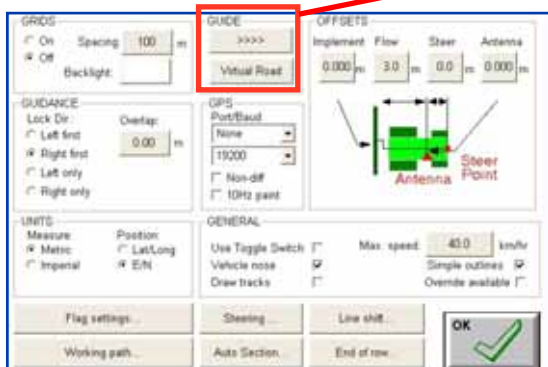 GRIDS
On Spacing 100 m
Off
Backlight:
GUIDE
>>>>
Virtual Road
OFFSETS
Implement Flow Steer Antenna
0.000 m 3.0 m 0.0 m 0.000 m
Steer
Antenna Point
GUIDANCE
Lock Dir: Overlap:
Left first 0.00 m
Right first
Left only
Right only
GPS
Port/Baud
None
19200
Non-diff
10Hz paint
UNITS
Measure: Position:
Metric Lat/Long
Imperial E/N
GENERAL
Use Toggle Switch Max speed 40.0 km/hr
Vehicle nose Simple outlines
Draw tracks Override available
Flag settings... Steering... Line shift... OK
Working path... Auto Section... End of row...